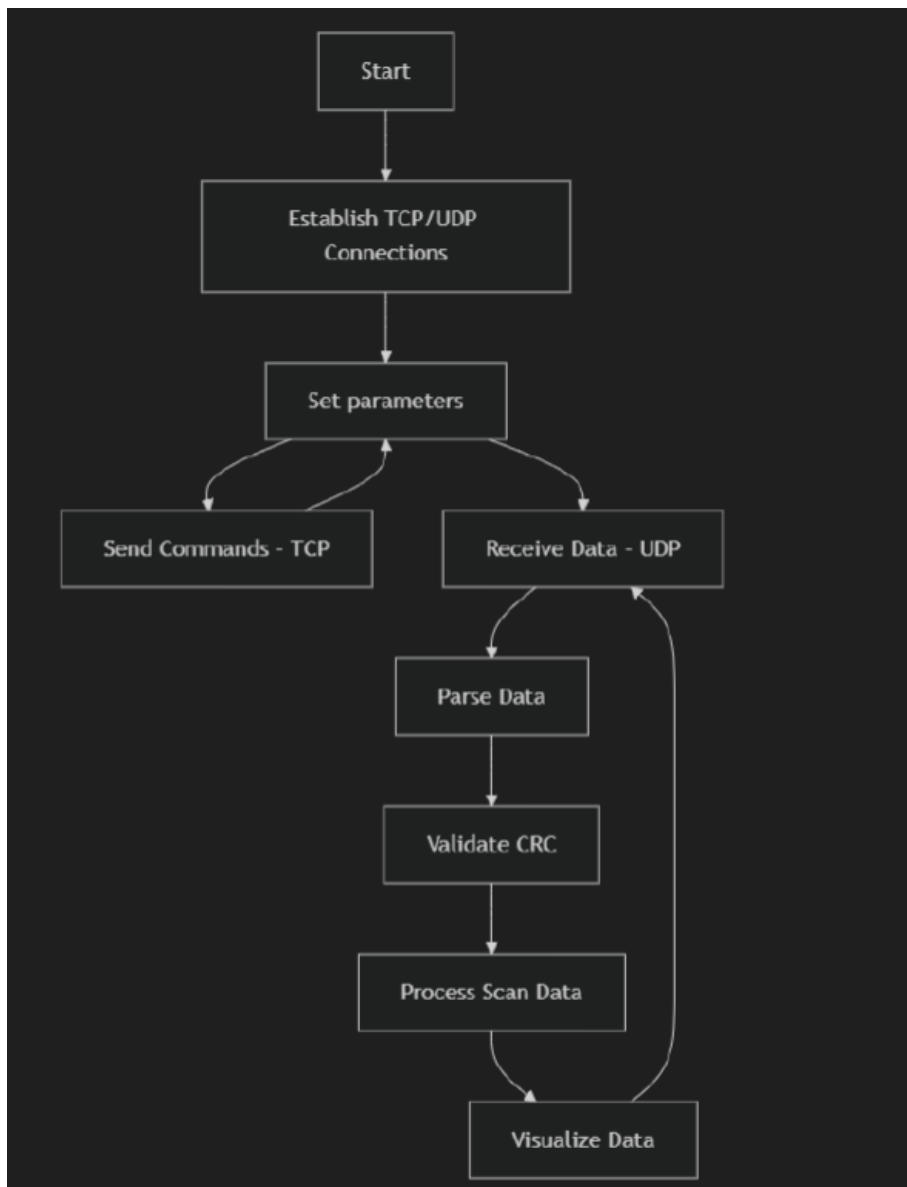 Start
Establish TCP/UDP
Connections
Set parameters
Send Commands - TCP
Receive Data - UDP
Parse Data
Validate CRC
Process Scan Data
Visualize Data